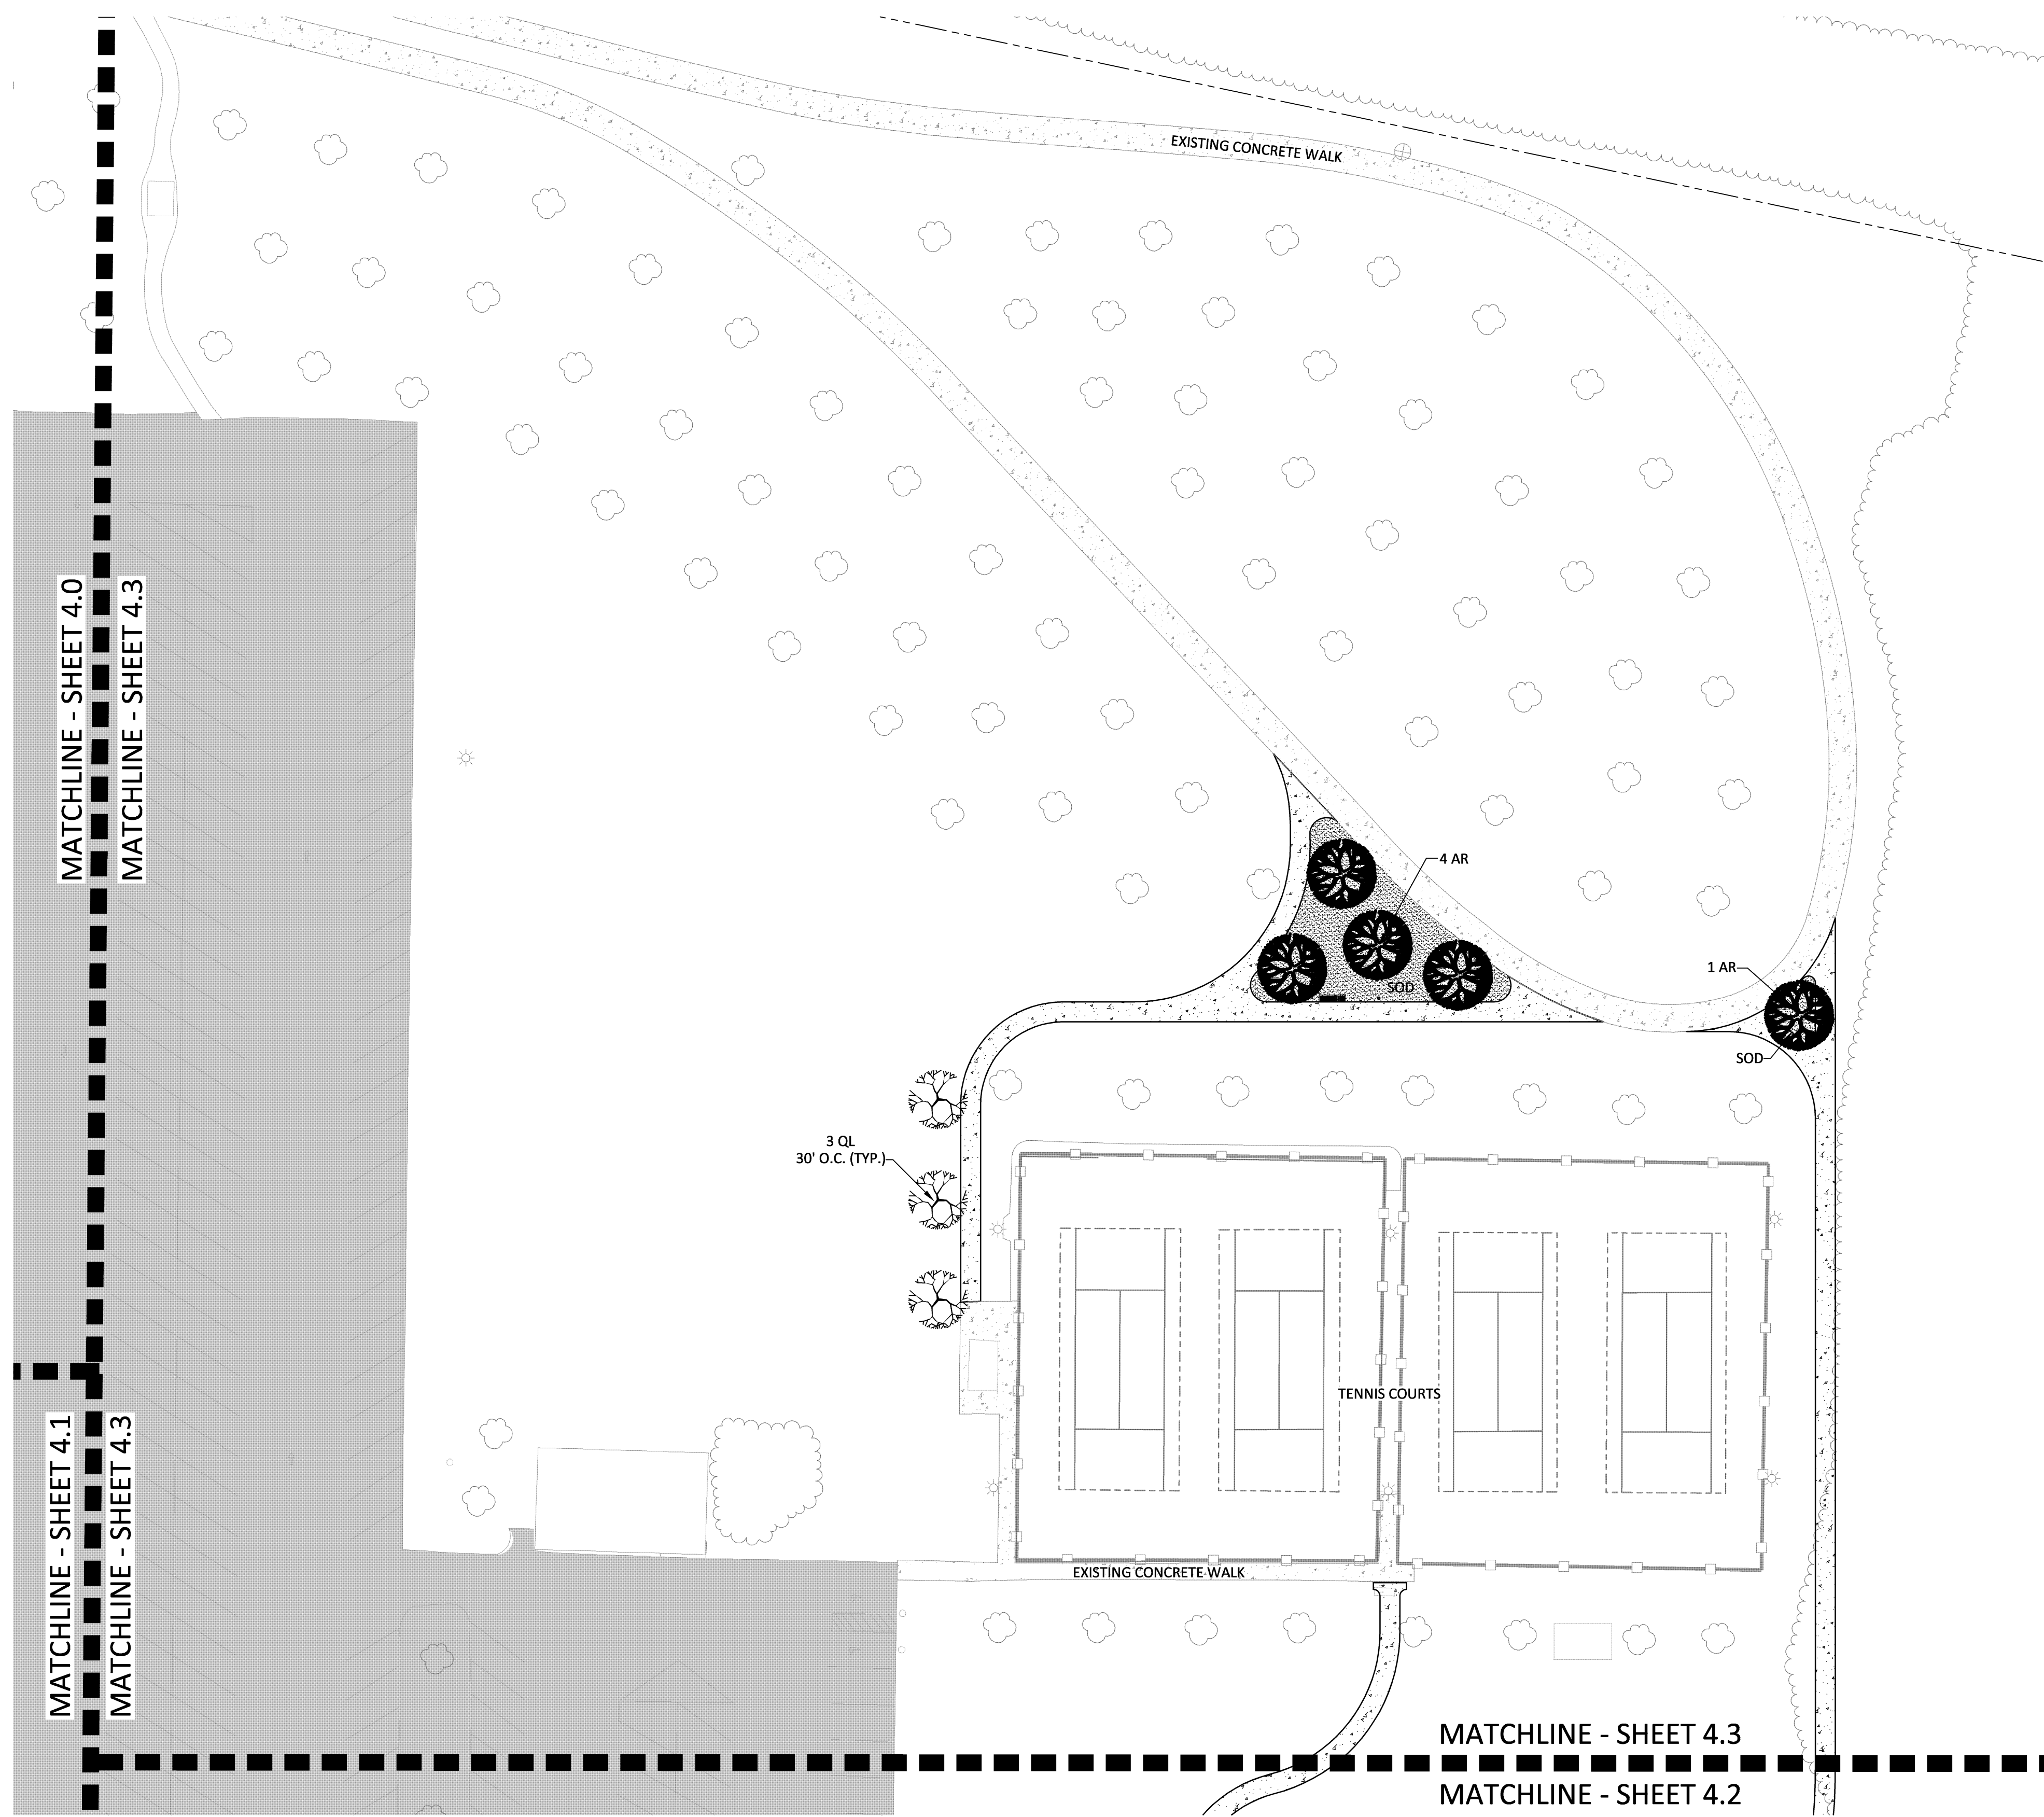 EXISTING CONCRETE WALK
MATCHLINE - SHEET 4.0
MATCHLINE - SHEET 4.3
4 AR
1 AR
SOD
SOD
3 QL
30' O.C. (TYP.)
TENNIS COURTS
MATCHLINE - SHEET 4.1
MATCHLINE - SHEET 4.3
EXISTING CONCRETE WALK
MATCHLINE - SHEET 4.3
MATCHLINE - SHEET 4.2